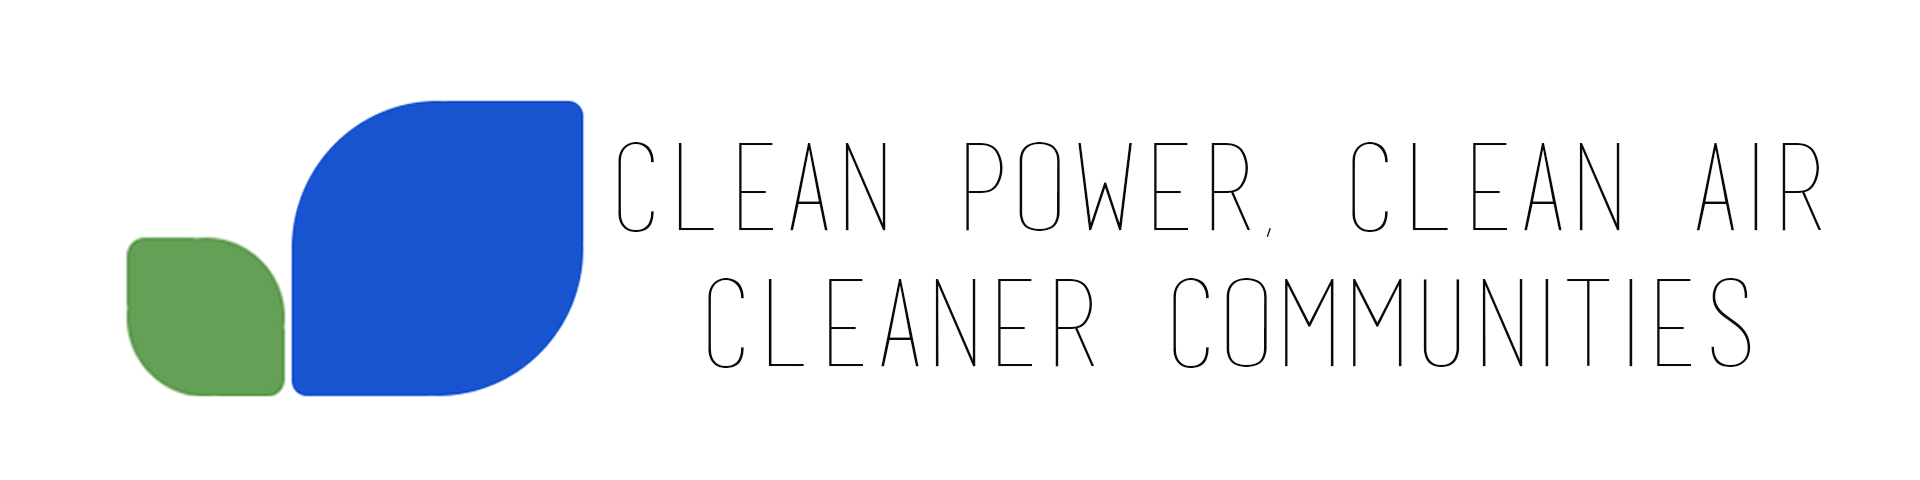 CLEAN POWER, CLEAN AIR
CLEANER COMMUNITIES